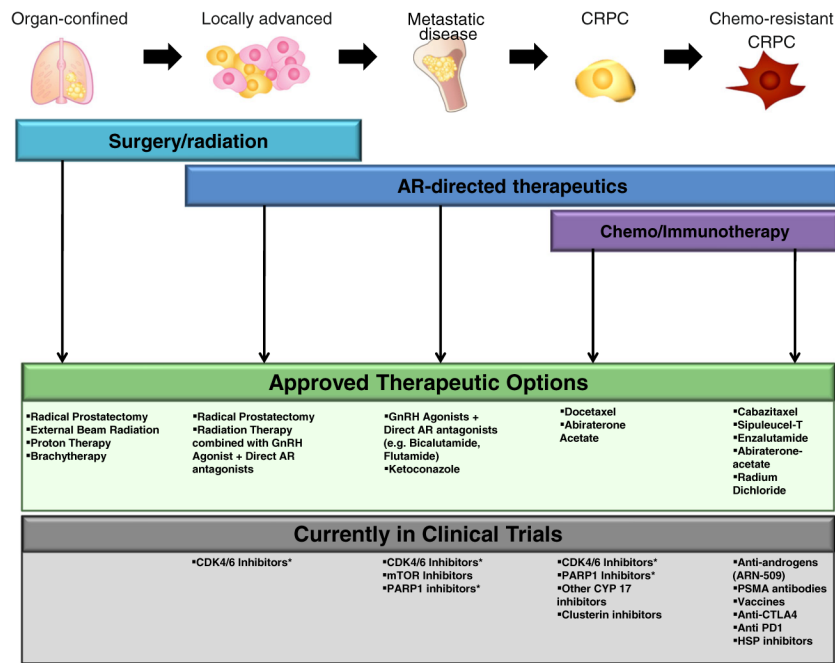 Organ-confined
Locally advanced
Metastatic
disease
CRPC
Chemo-resistant
CRPC
Surgery/radiation
AR-directed therapeutics
Chemo/Immunotherapy
Approved Therapeutic Options
▪Radical Prostatectomy
▪External Beam Radiation
▪Proton Therapy
▪Brachytherapy
▪Radical Prostatectomy
▪Radiation Therapy
combined with GnRH
Agonist + Direct AR
antagonists
▪GnRH Agonists +
Direct AR antagonists
(e.g. Bicalutamide,
Flutamide)
▪Ketoconazole
▪Docetaxel
▪Abiraterone
Acetate
▪Cabazitaxel
▪Sipuleucel-T
▪Enzalutamide
▪Abiraterone-
acetate
▪Radium
Dichloride
Currently in Clinical Trials
▪CDK4/6 Inhibitors*
▪CDK4/6 Inhibitors*
▪mTOR Inhibitors
▪PARP1 inhibitors*
▪CDK4/6 Inhibitors*
▪PARP1 Inhibitors*
▪Other CYP 17
inhibitors
▪Clusterin inhibitors
▪Anti-androgens
(ARN-509)
▪PSMA antibodies
▪Vaccines
▪Anti-CTLA4
▪Anti PD1
▪HSP inhibitors